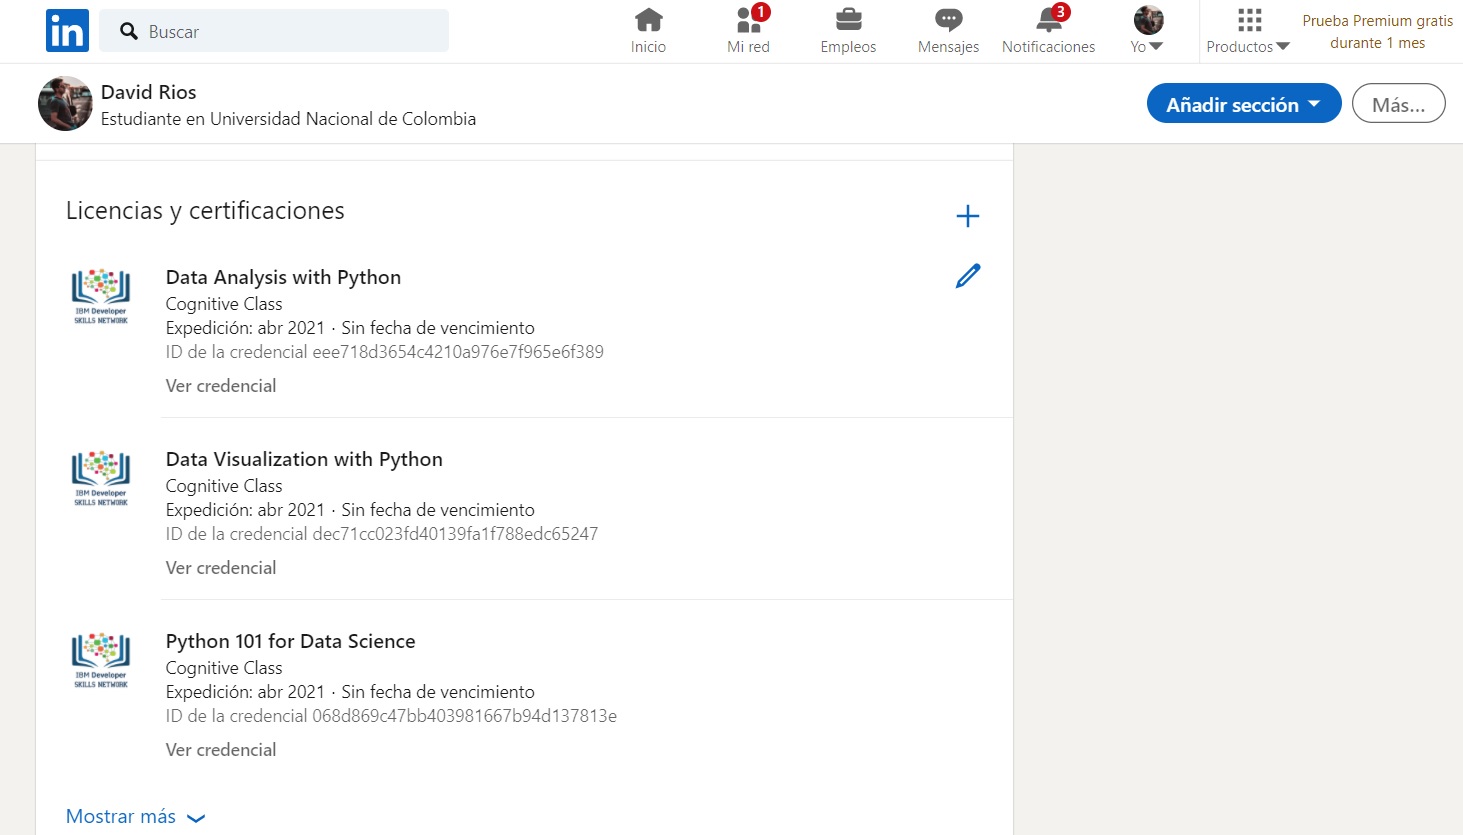 in
Buscar
1
3
Inicio
Mi red
Empleos
Mensajes
Notificaciones
Yo
Productos
Prueba Premium gratis
durante 1 mes
David Rios
Estudiante en Universidad Nacional de Colombia
Añadir sección
Más...
Licencias y certificaciones
IBM Developer
SKILLS NETWORK
Data Analysis with Python
Cognitive Class
Expedición: abr 2021 · Sin fecha de vencimiento
ID de la credencial eee718d3654c4210a976e7f965e6f389
Ver credencial
IBM Developer
SKILLS NETWORK
Data Visualization with Python
Cognitive Class
Expedición: abr 2021 · Sin fecha de vencimiento
ID de la credencial dec71cc023fd40139fa1f788edc65247
Ver credencial
IBM Developer
SKILLS NETWORK
Python 101 for Data Science
Cognitive Class
Expedición: abr 2021 · Sin fecha de vencimiento
ID de la credencial 068d869c47bb403981667b94d137813e
Ver credencial
Mostrar más